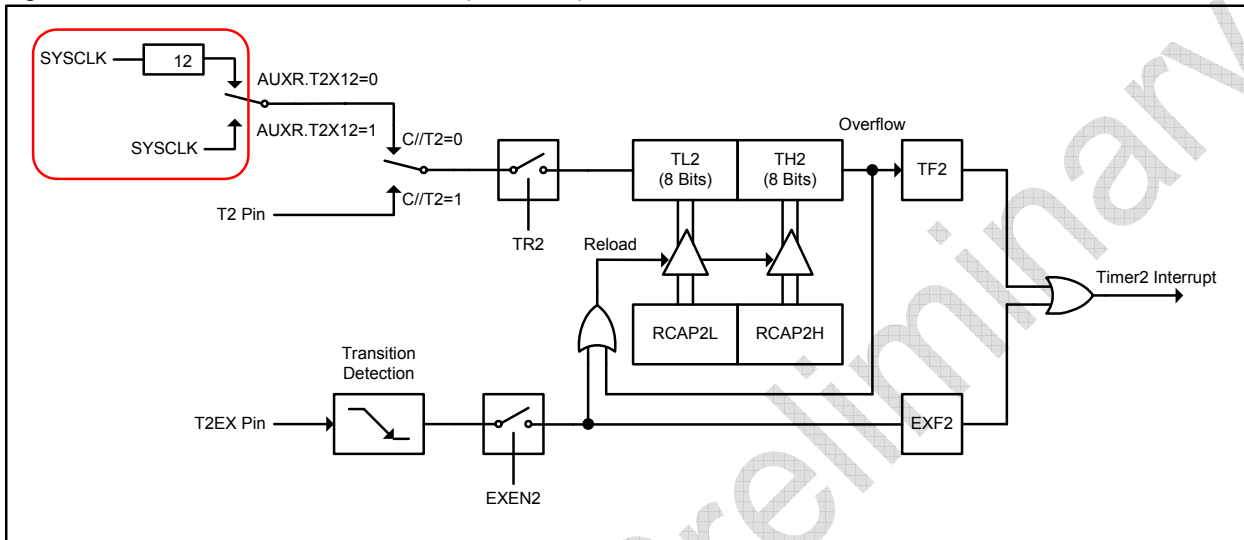 SYSCLK
12
AUXR.T2X12=0
AUXR.T2X12=1
SYSCLK
C//T2=0
C//T2=1
T2 Pin
TR2
Overflow
TL2
(8 Bits)
TH2
(8 Bits)
TF2
Reload
Timer2 Interrupt
RCAP2L
RCAP2H
Transition
Detection
T2EX Pin
EXF2
EXEN2
reliminary